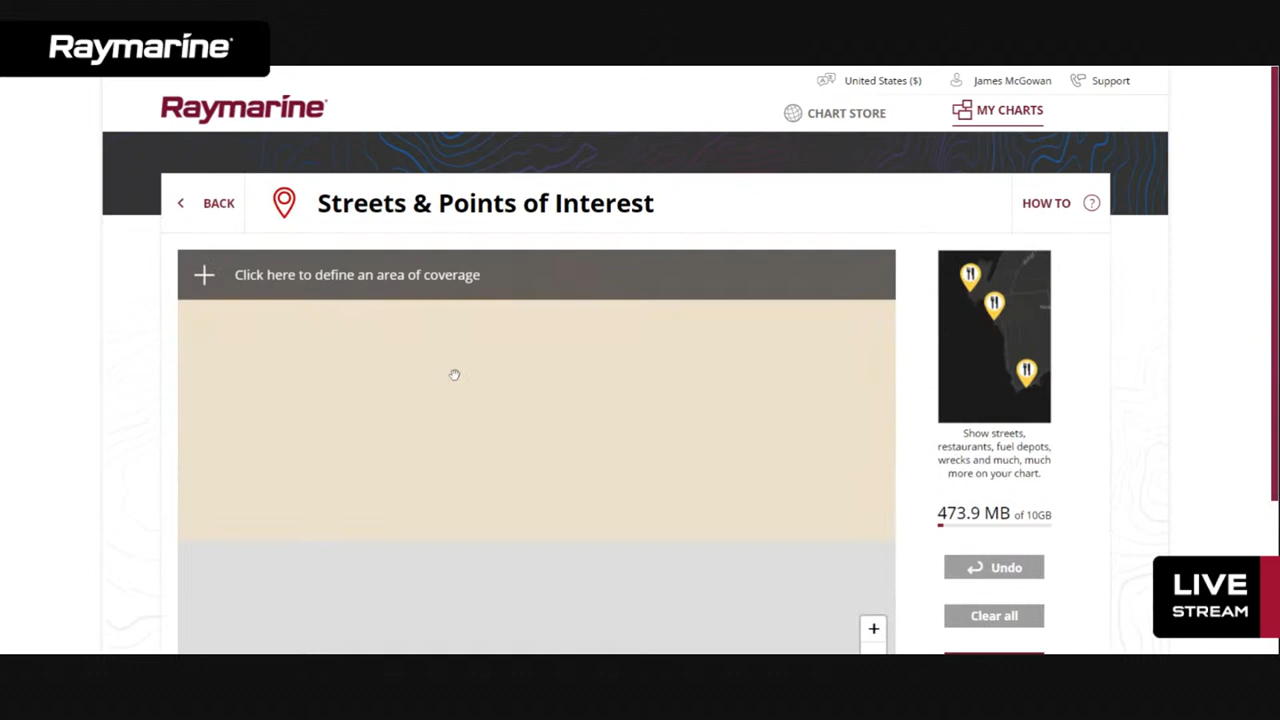 Raymarine
United States ($)
James McGowan
Support
Raymarine
CHART STORE
MY CHARTS
BACK
Streets & Points of Interest
HOW TO ?
Click here to define an area of coverage
Show streets,
restaurants, fuel depots,
wrecks and much, much
more on your chart.
473.9 MB of 10GB
Undo
Clear all
+
LIVE
STREAM